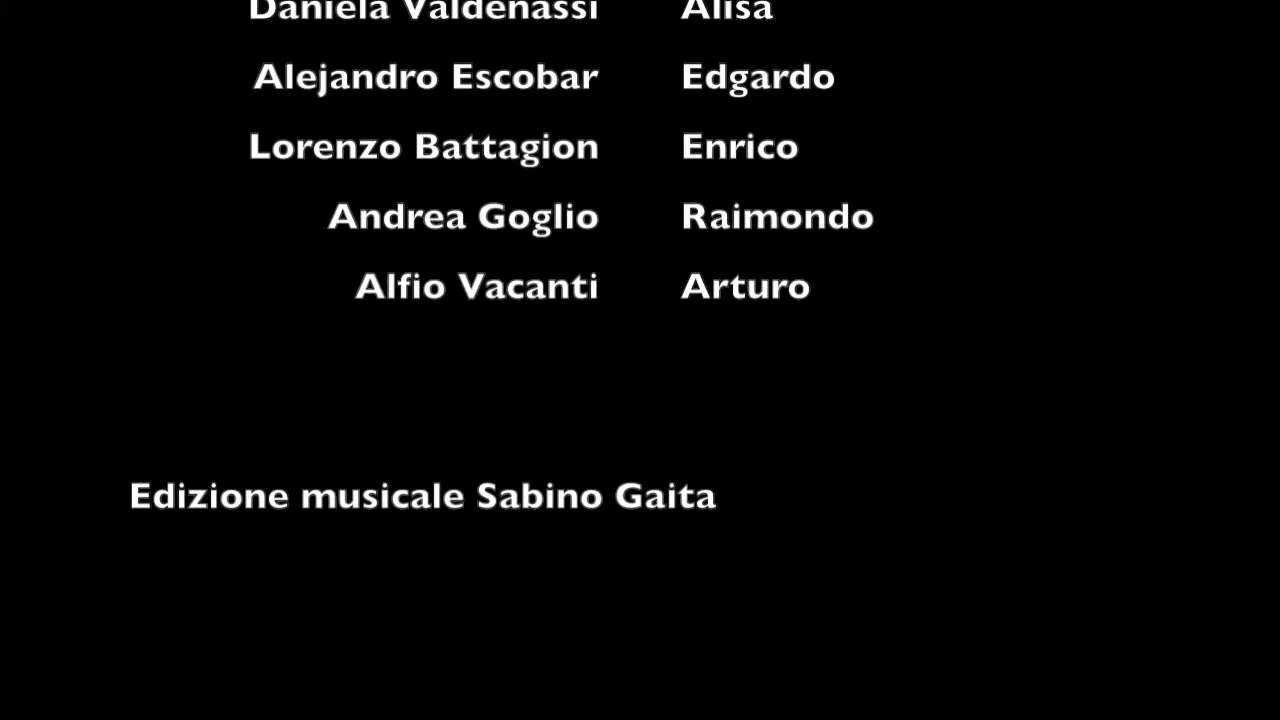 Daniela Valdenassi Alisa
Alejandro Escobar Edgardo
Lorenzo Battagion Enrico
Andrea Goglio Raimondo
Alfio Vacanti Arturo
Edizione musicale Sabino Gaita